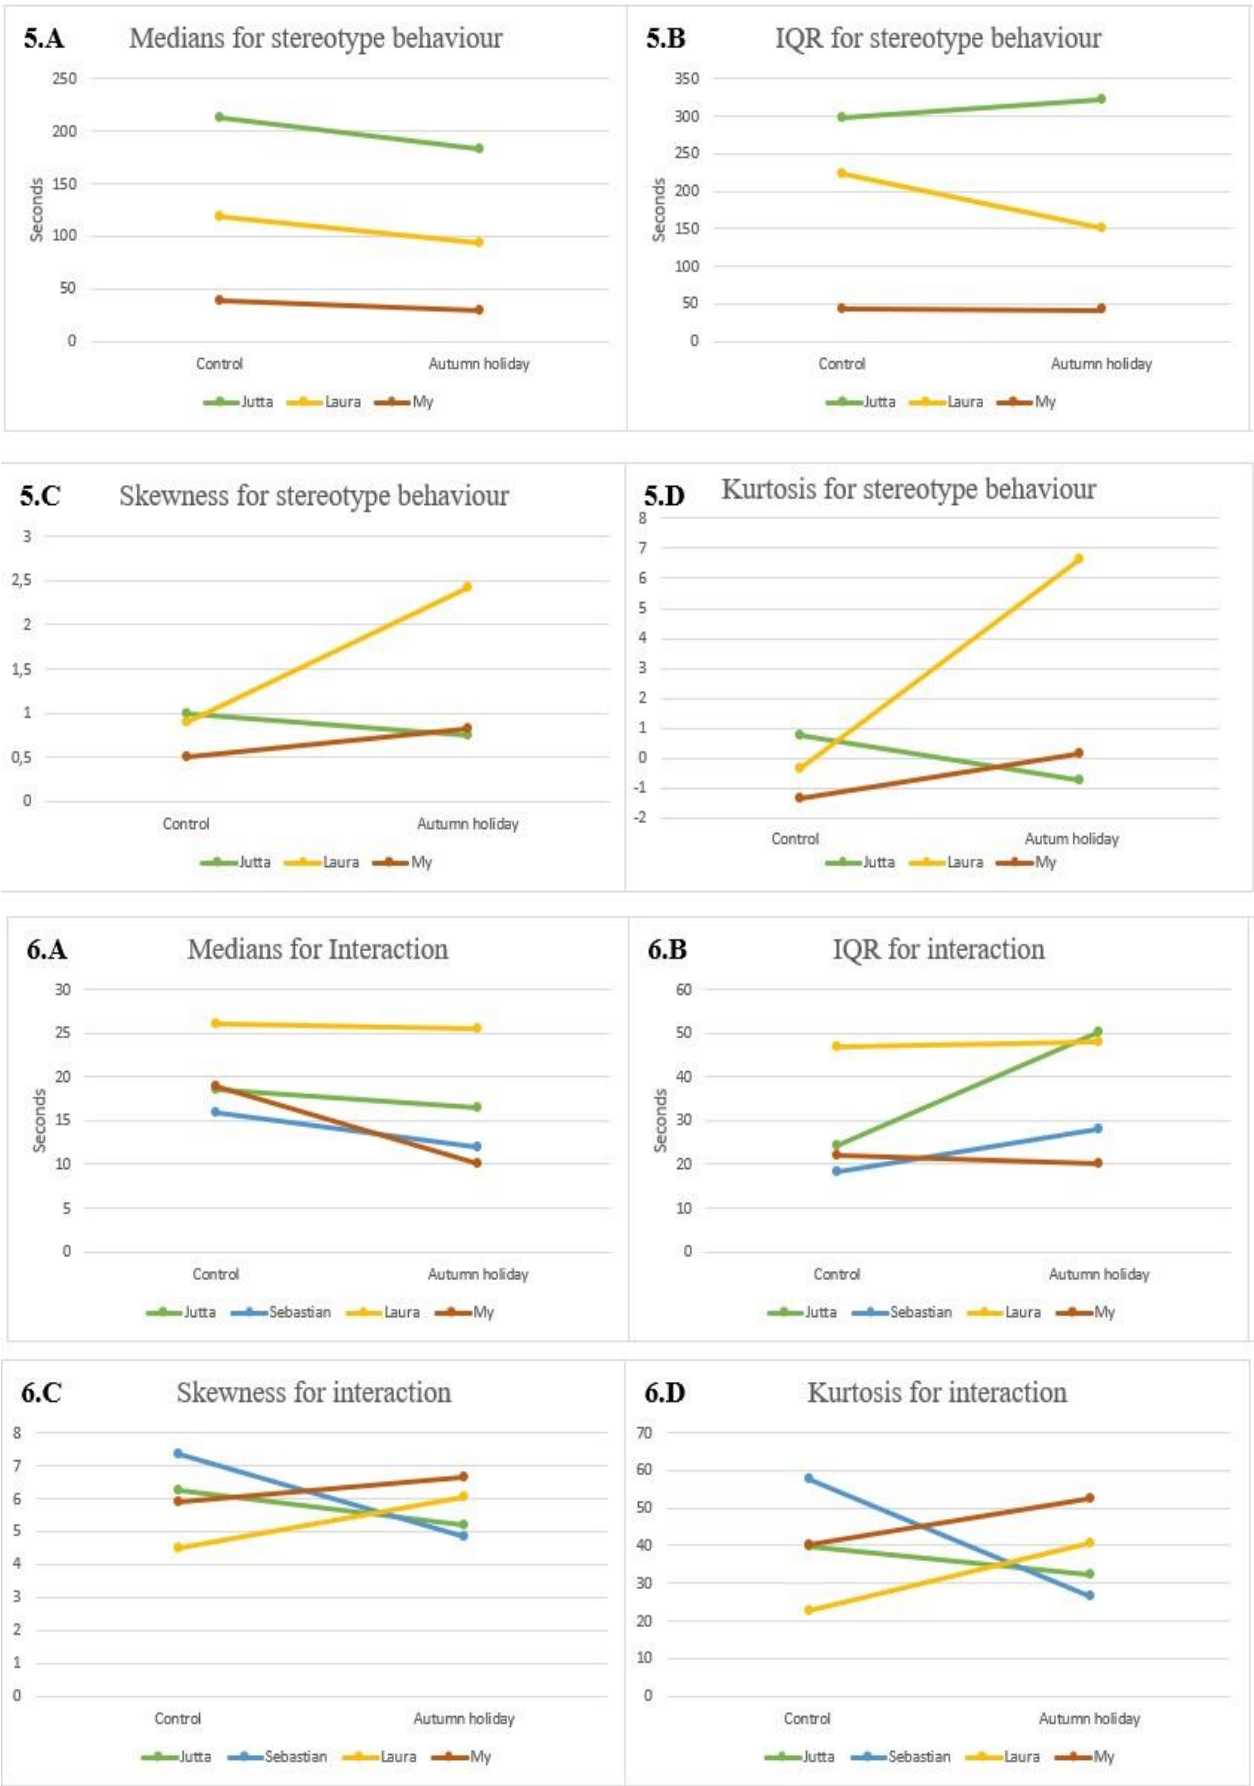 5.A Medians for stereotype behaviour
250
200
150
100
50
0
Seconds
Control Autumn holiday
Jutta Laura My
5.B IQR for stereotype behaviour
350
300
250
200
150
100
50
0
Seconds
Control Autumn holiday
Jutta Laura My
5.C Skewness for stereotype behaviour
3
2,5
2
1,5
1
0,5
0
Control Autumn holiday
Jutta Laura My
5.D Kurtosis for stereotype behaviour
8
7
6
5
4
3
2
1
0
-1
-2
Control Autum holiday
Jutta Laura My
6.A Medians for Interaction
30
25
20
15
10
5
0
Seconds
Control Autumn holiday
Jutta Sebastian Laura My
6.B IQR for interaction
60
50
40
30
20
10
0
Seconds
Control Autumn holiday
Jutta Sebastian Laura My
6.C Skewness for interaction
8
7
6
5
4
3
2
1
0
Control Autumn holiday
Jutta Sebastian Laura My
6.D Kurtosis for interaction
70
60
50
40
30
20
10
0
Control Autumn holiday
Jutta Sebastian Laura My